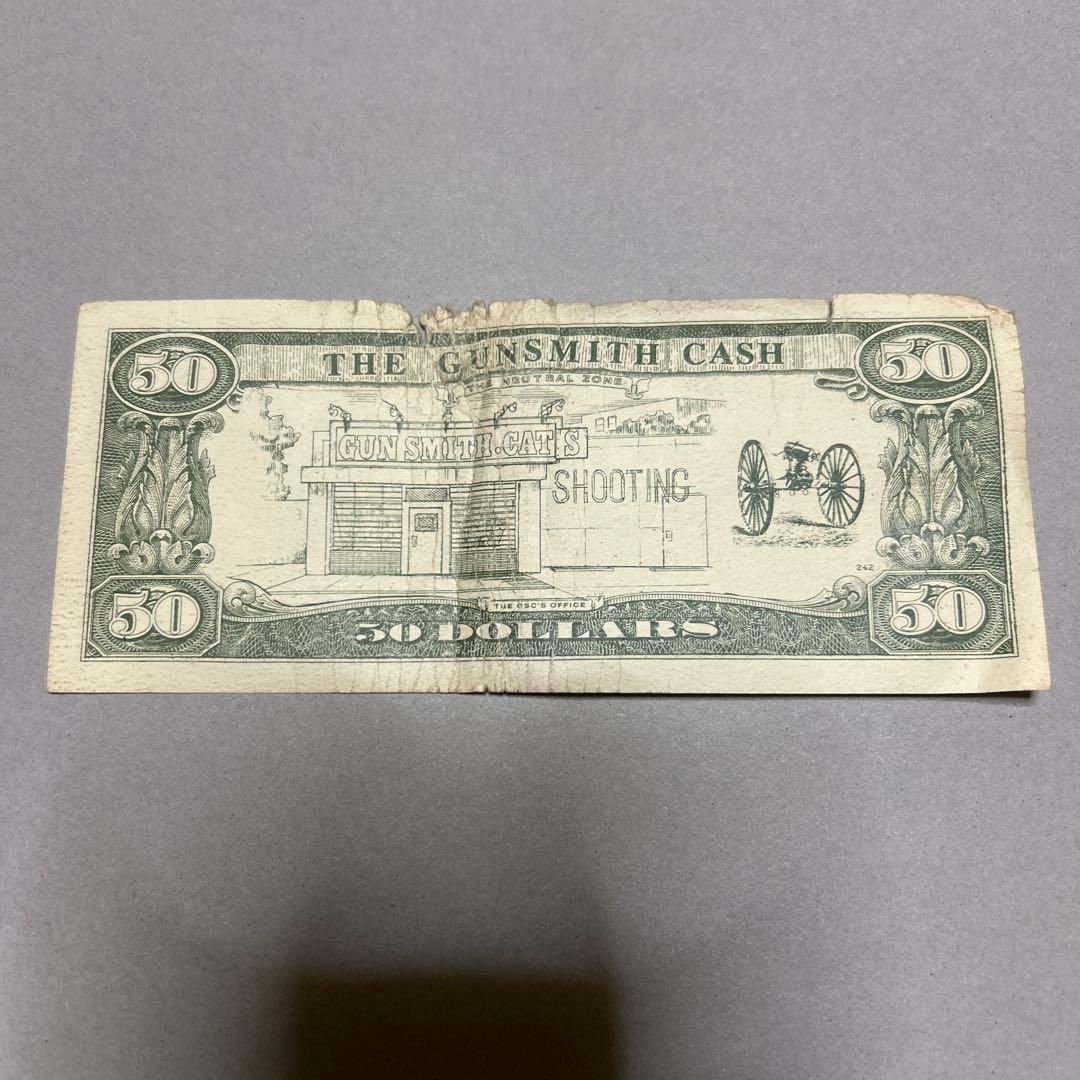 50 THE GUNSMITH CASH 50
THE NEUTRAL ZONE
GUN SMITH.CATS
SHOOTING
242
THE GSC'S OFFICE
50 50 DOLLARS 50